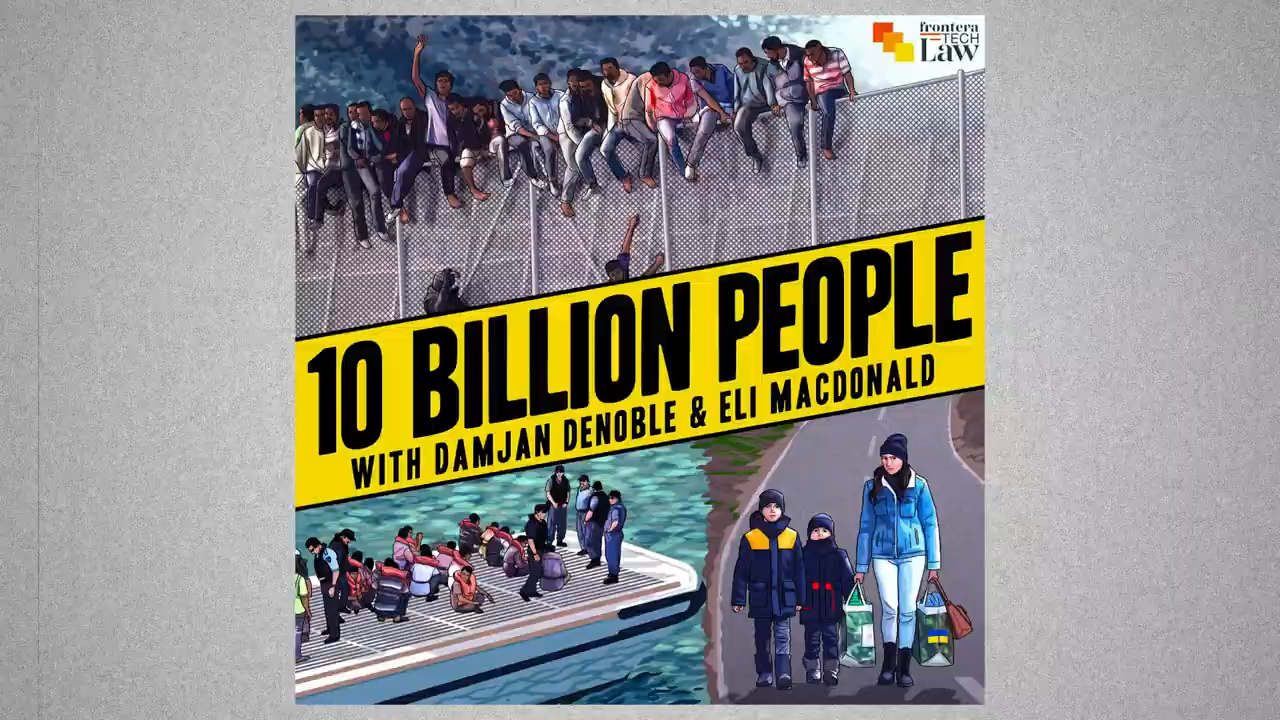 frontera
TECH
Law
10 BILLION PEOPLE
WITH DAMJAN DENOBLE & ELI MACDONALD